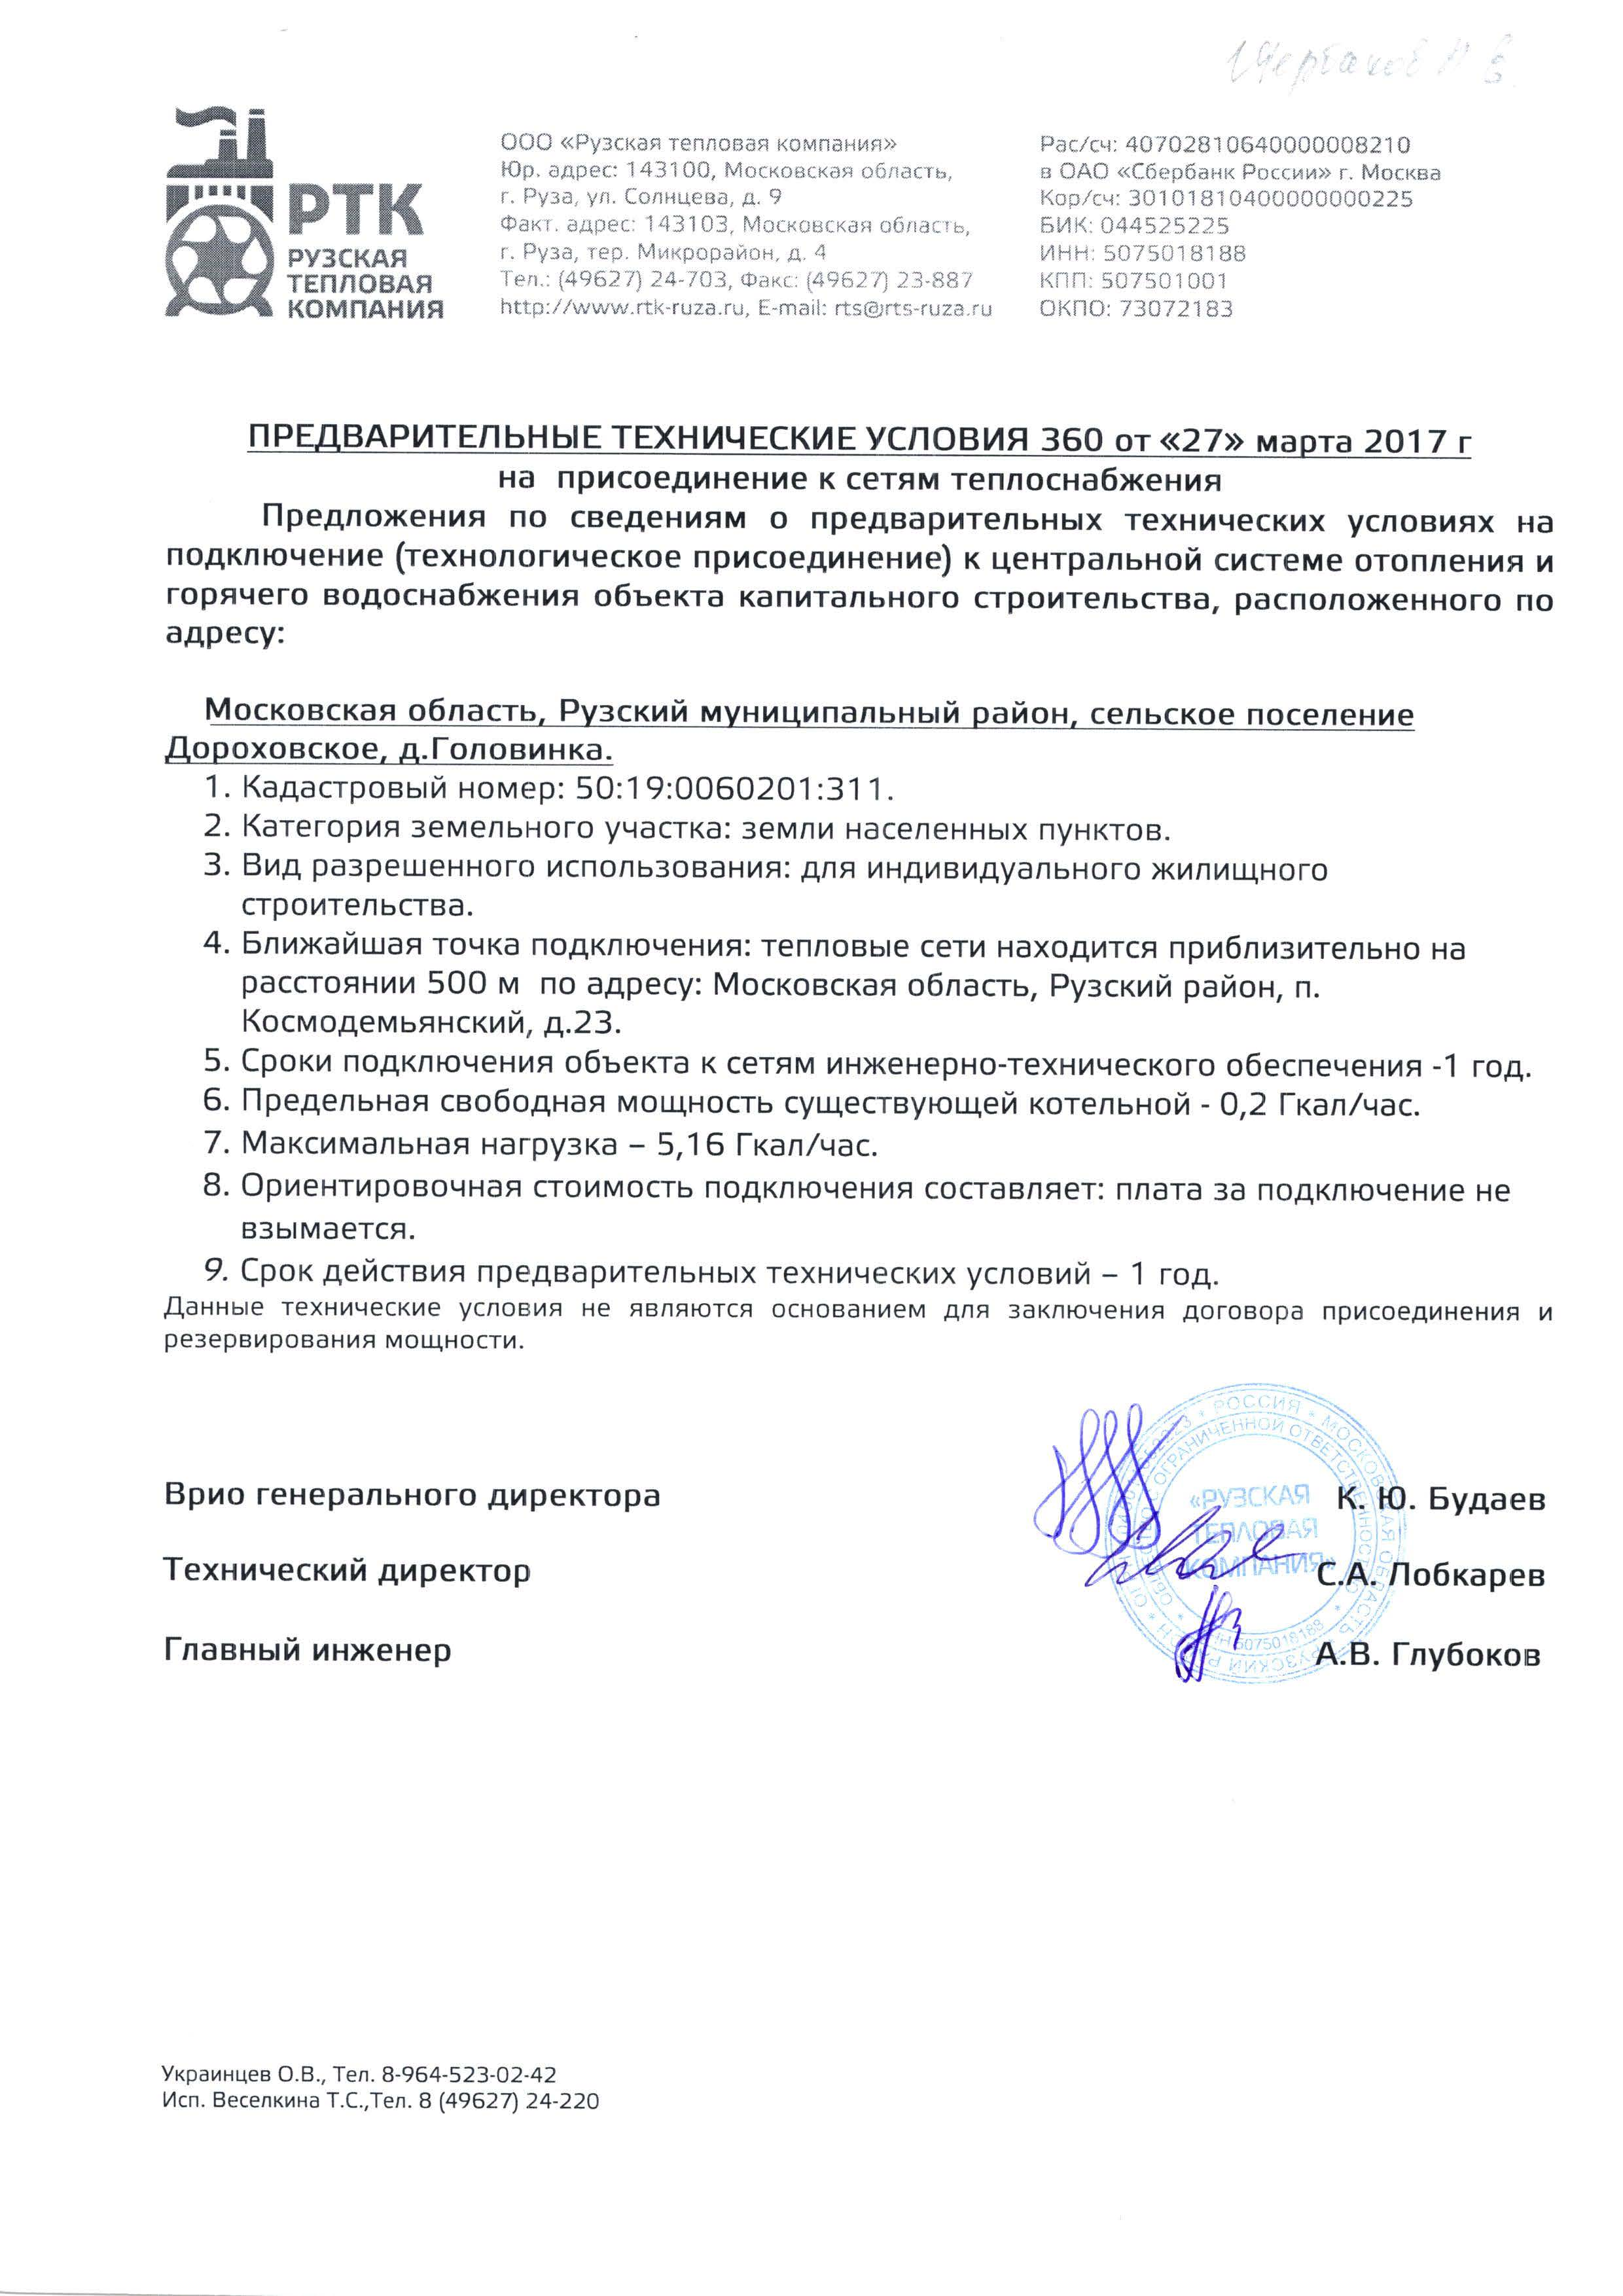 Щербаков Н В
РТК
РУЗСКАЯ
ТЕПЛОВАЯ
КОМПАНИЯ
ООО «Рузская тепловая компания»
Юр. адрес: 143100, Московская область,
г. Руза, ул. Солнцева, д. 9
Факт. адрес: 143103, Московская область,
г. Руза, тер. Микрорайон, д. 4
Тел.: (49627) 24-703, Факс: (49627) 23-887
http://www.rtk-ruza.ru, E-mail: rts@rts-ruza.ru
Рас/сч: 40702810640000008210
в ОАО «Сбербанк России» г. Москва
Кор/сч: 30101810400000000225
БИК: 044525225
ИНН: 5075018188
КПП: 507501001
ОКПО: 73072183
ПРЕДВАРИТЕЛЬНЫЕ ТЕХНИЧЕСКИЕ УСЛОВИЯ 360 от «27» марта 2017 г
на присоединение к сетям теплоснабжения
Предложения по сведениям о предварительных технических условиях на
подключение (технологическое присоединение) к центральной системе отопления и
горячего водоснабжения объекта капитального строительства, расположенного по
адресу:
Московская область, Рузский муниципальный район, сельское поселение
Дороховское, д.Головинка.
1. Кадастровый номер: 50:19:0060201:311.
2. Категория земельного участка: земли населенных пунктов.
3. Вид разрешенного использования: для индивидуального жилищного
строительства.
4. Ближайшая точка подключения: тепловые сети находится приблизительно на
расстоянии 500 м по адресу: Московская область, Рузский район, п.
Космодемьянский, д.23.
5. Сроки подключения объекта к сетям инженерно-технического обеспечения -1 год.
6. Предельная свободная мощность существующей котельной - 0,2 Гкал/час.
7. Максимальная нагрузка – 5,16 Гкал/час.
8. Ориентировочная стоимость подключения составляет: плата за подключение не
взымается.
9. Срок действия предварительных технических условий – 1 год.
Данные технические условия не являются основанием для заключения договора присоединения и
резервирования мощности.
Врио генерального директора К. Ю. Будаев
Технический директор С.А. Лобкарев
Главный инженер А.В. Глубоков
РОССИЯ * МОСКОВСКАЯ ОБЛАСТЬ * РУЗСКИЙ
ОГРАНИЧЕННОЙ ОТВЕТСТВЕННОСТЬЮ
«РУЗСКАЯ
ТЕПЛОВАЯ
КОМПАНИЯ»
5075018188
Украинцев О.В., Тел. 8-964-523-02-42
Исп. Веселкина Т.С.,Тел. 8 (49627) 24-220